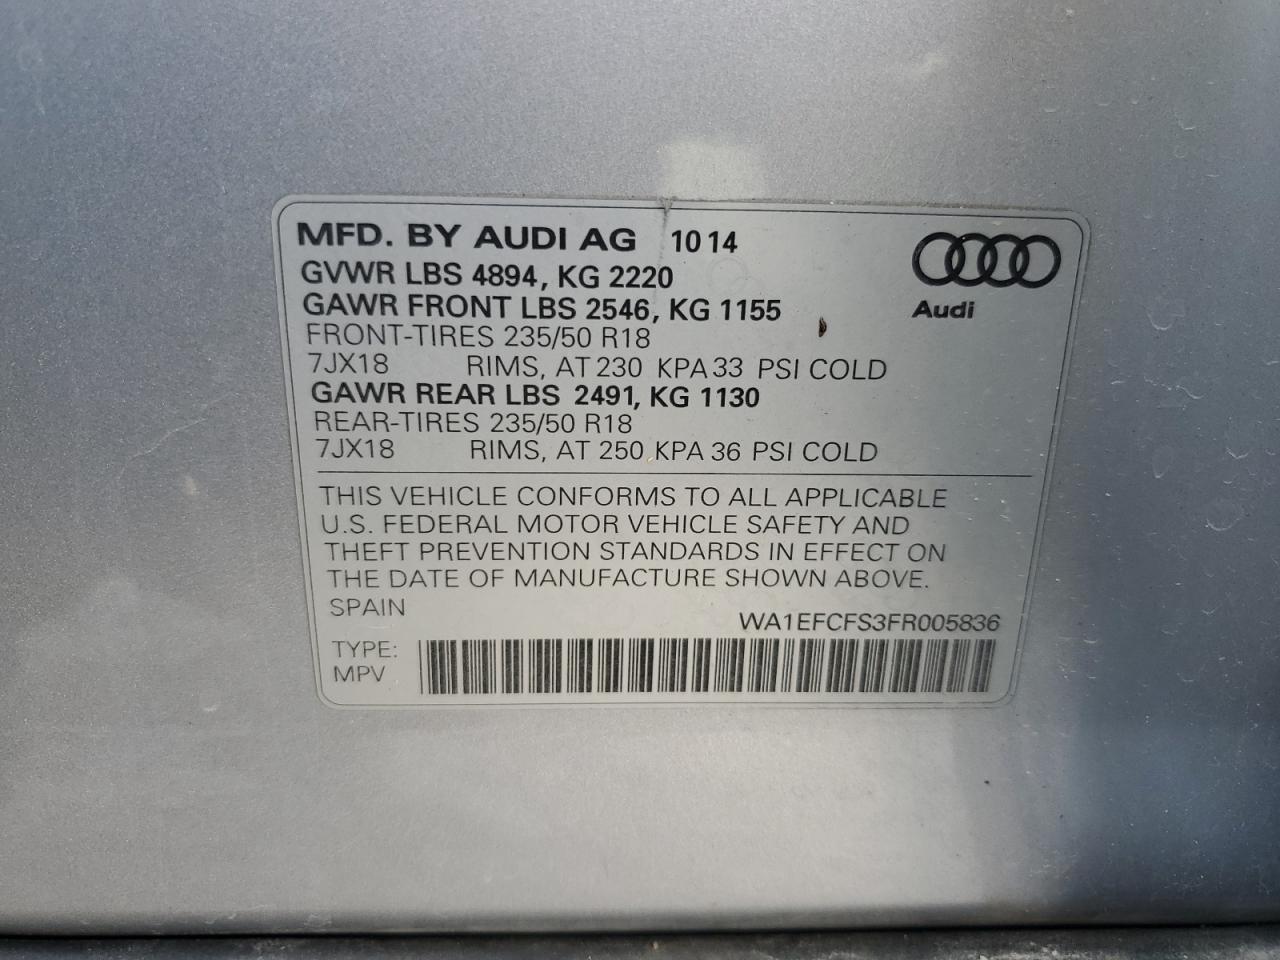 MFD. BY AUDI AG 10 14
GVWR LBS 4894, KG 2220
GAWR FRONT LBS 2546, KG 1155
Audi
FRONT-TIRES 235/50 R18
7JX18 RIMS, AT 230 KPA 33 PSI COLD
GAWR REAR LBS 2491, KG 1130
REAR-TIRES 235/50 R18
7JX18 RIMS, AT 250 KPA 36 PSI COLD
THIS VEHICLE CONFORMS TO ALL APPLICABLE
U.S. FEDERAL MOTOR VEHICLE SAFETY AND
THEFT PREVENTION STANDARDS IN EFFECT ON
THE DATE OF MANUFACTURE SHOWN ABOVE.
SPAIN
WA1EFCFS3FR005836
TYPE:
MPV